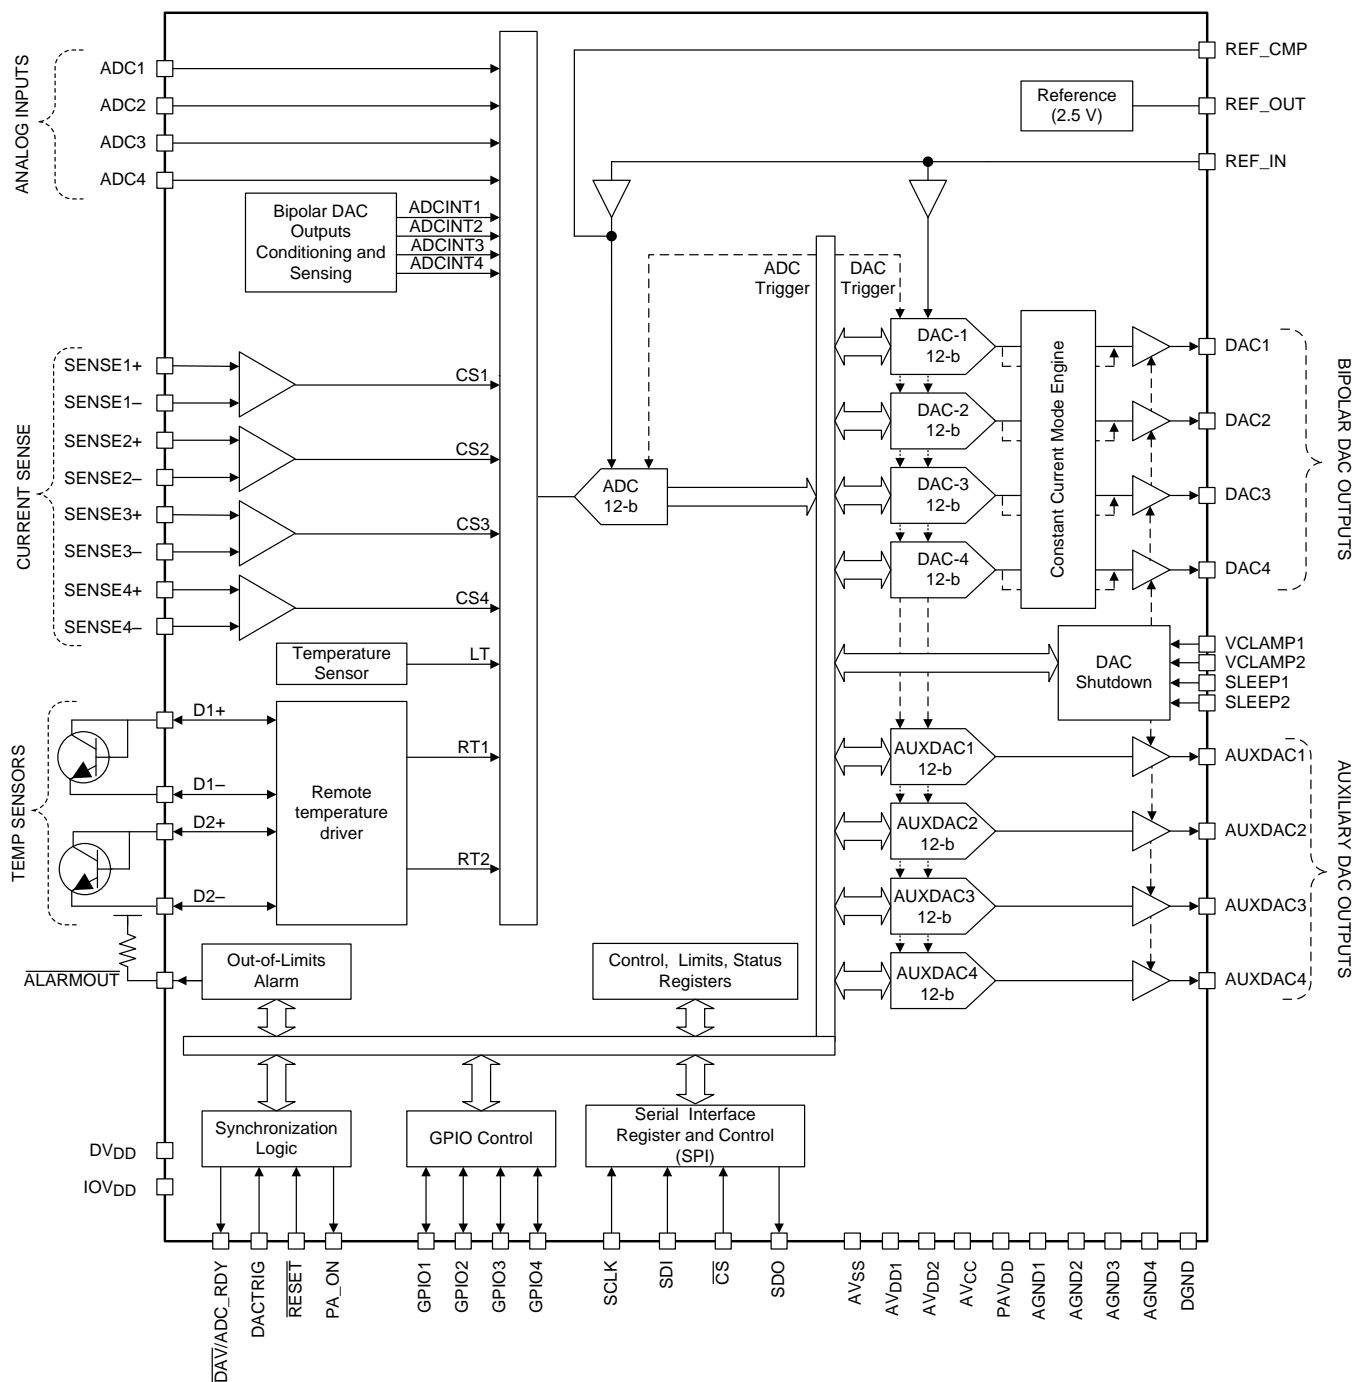 ANALOG INPUTS
ADC1
ADC2
ADC3
ADC4
Bipolar DAC
Outputs
Conditioning and
Sensing
ADCINT1
ADCINT2
ADCINT3
ADCINT4
CURRENT SENSE
SENSE1+
SENSE1–
SENSE2+
SENSE2–
SENSE3+
SENSE3–
SENSE4+
SENSE4–
CS1
CS2
CS3
CS4
Temperature
Sensor
LT
TEMP SENSORS
D1+
D1–
D2+
D2–
Remote
temperature
driver
RT1
RT2
ALARMOUT
Out-of-Limits
Alarm
Control, Limits, Status
Registers
ADC
12-b
ADC
Trigger
DAC
Trigger
REF_CMP
Reference
(2.5 V)
REF_OUT
REF_IN
DAC-1
12-b
DAC-2
12-b
DAC-3
12-b
DAC-4
12-b
Constant Current Mode Engine
DAC1
DAC2
DAC3
DAC4
BIPOLAR DAC OUTPUTS
DAC
Shutdown
VCLAMP1
VCLAMP2
SLEEP1
SLEEP2
AUXDAC1
12-b
AUXDAC2
12-b
AUXDAC3
12-b
AUXDAC4
12-b
AUXDAC1
AUXDAC2
AUXDAC3
AUXDAC4
AUXILIARY DAC OUTPUTS
Synchronization
Logic
GPIO Control
Serial Interface
Register and Control
(SPI)
DVDD
IOVDD
DAV/ADC_RDY
DACTRIG
RESET
PA_ON
GPIO1
GPIO2
GPIO3
GPIO4
SCLK
SDI
CS
SDO
AVSS
AVDD1
AVDD2
AVCC
PAVDD
AGND1
AGND2
AGND3
AGND4
DGND